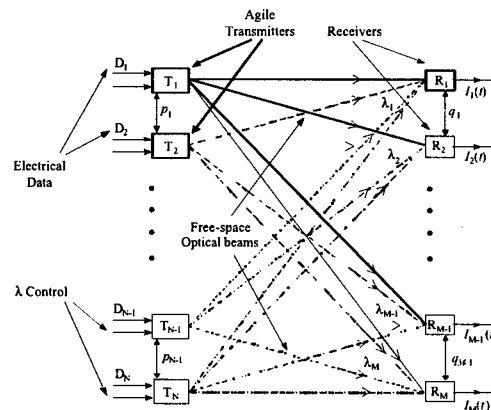 Agile
Transmitters
Receivers
D1
T1
R1
I1(t)
p1
λ1
q1
D2
T2
λ2
R2
I2(t)
Electrical
Data
Free-space
Optical beams
λ Control
DN-1
TN-1
λM-1
RM-1
IM-1(t
pN-1
λM
DN
TN
RM
IM(t)